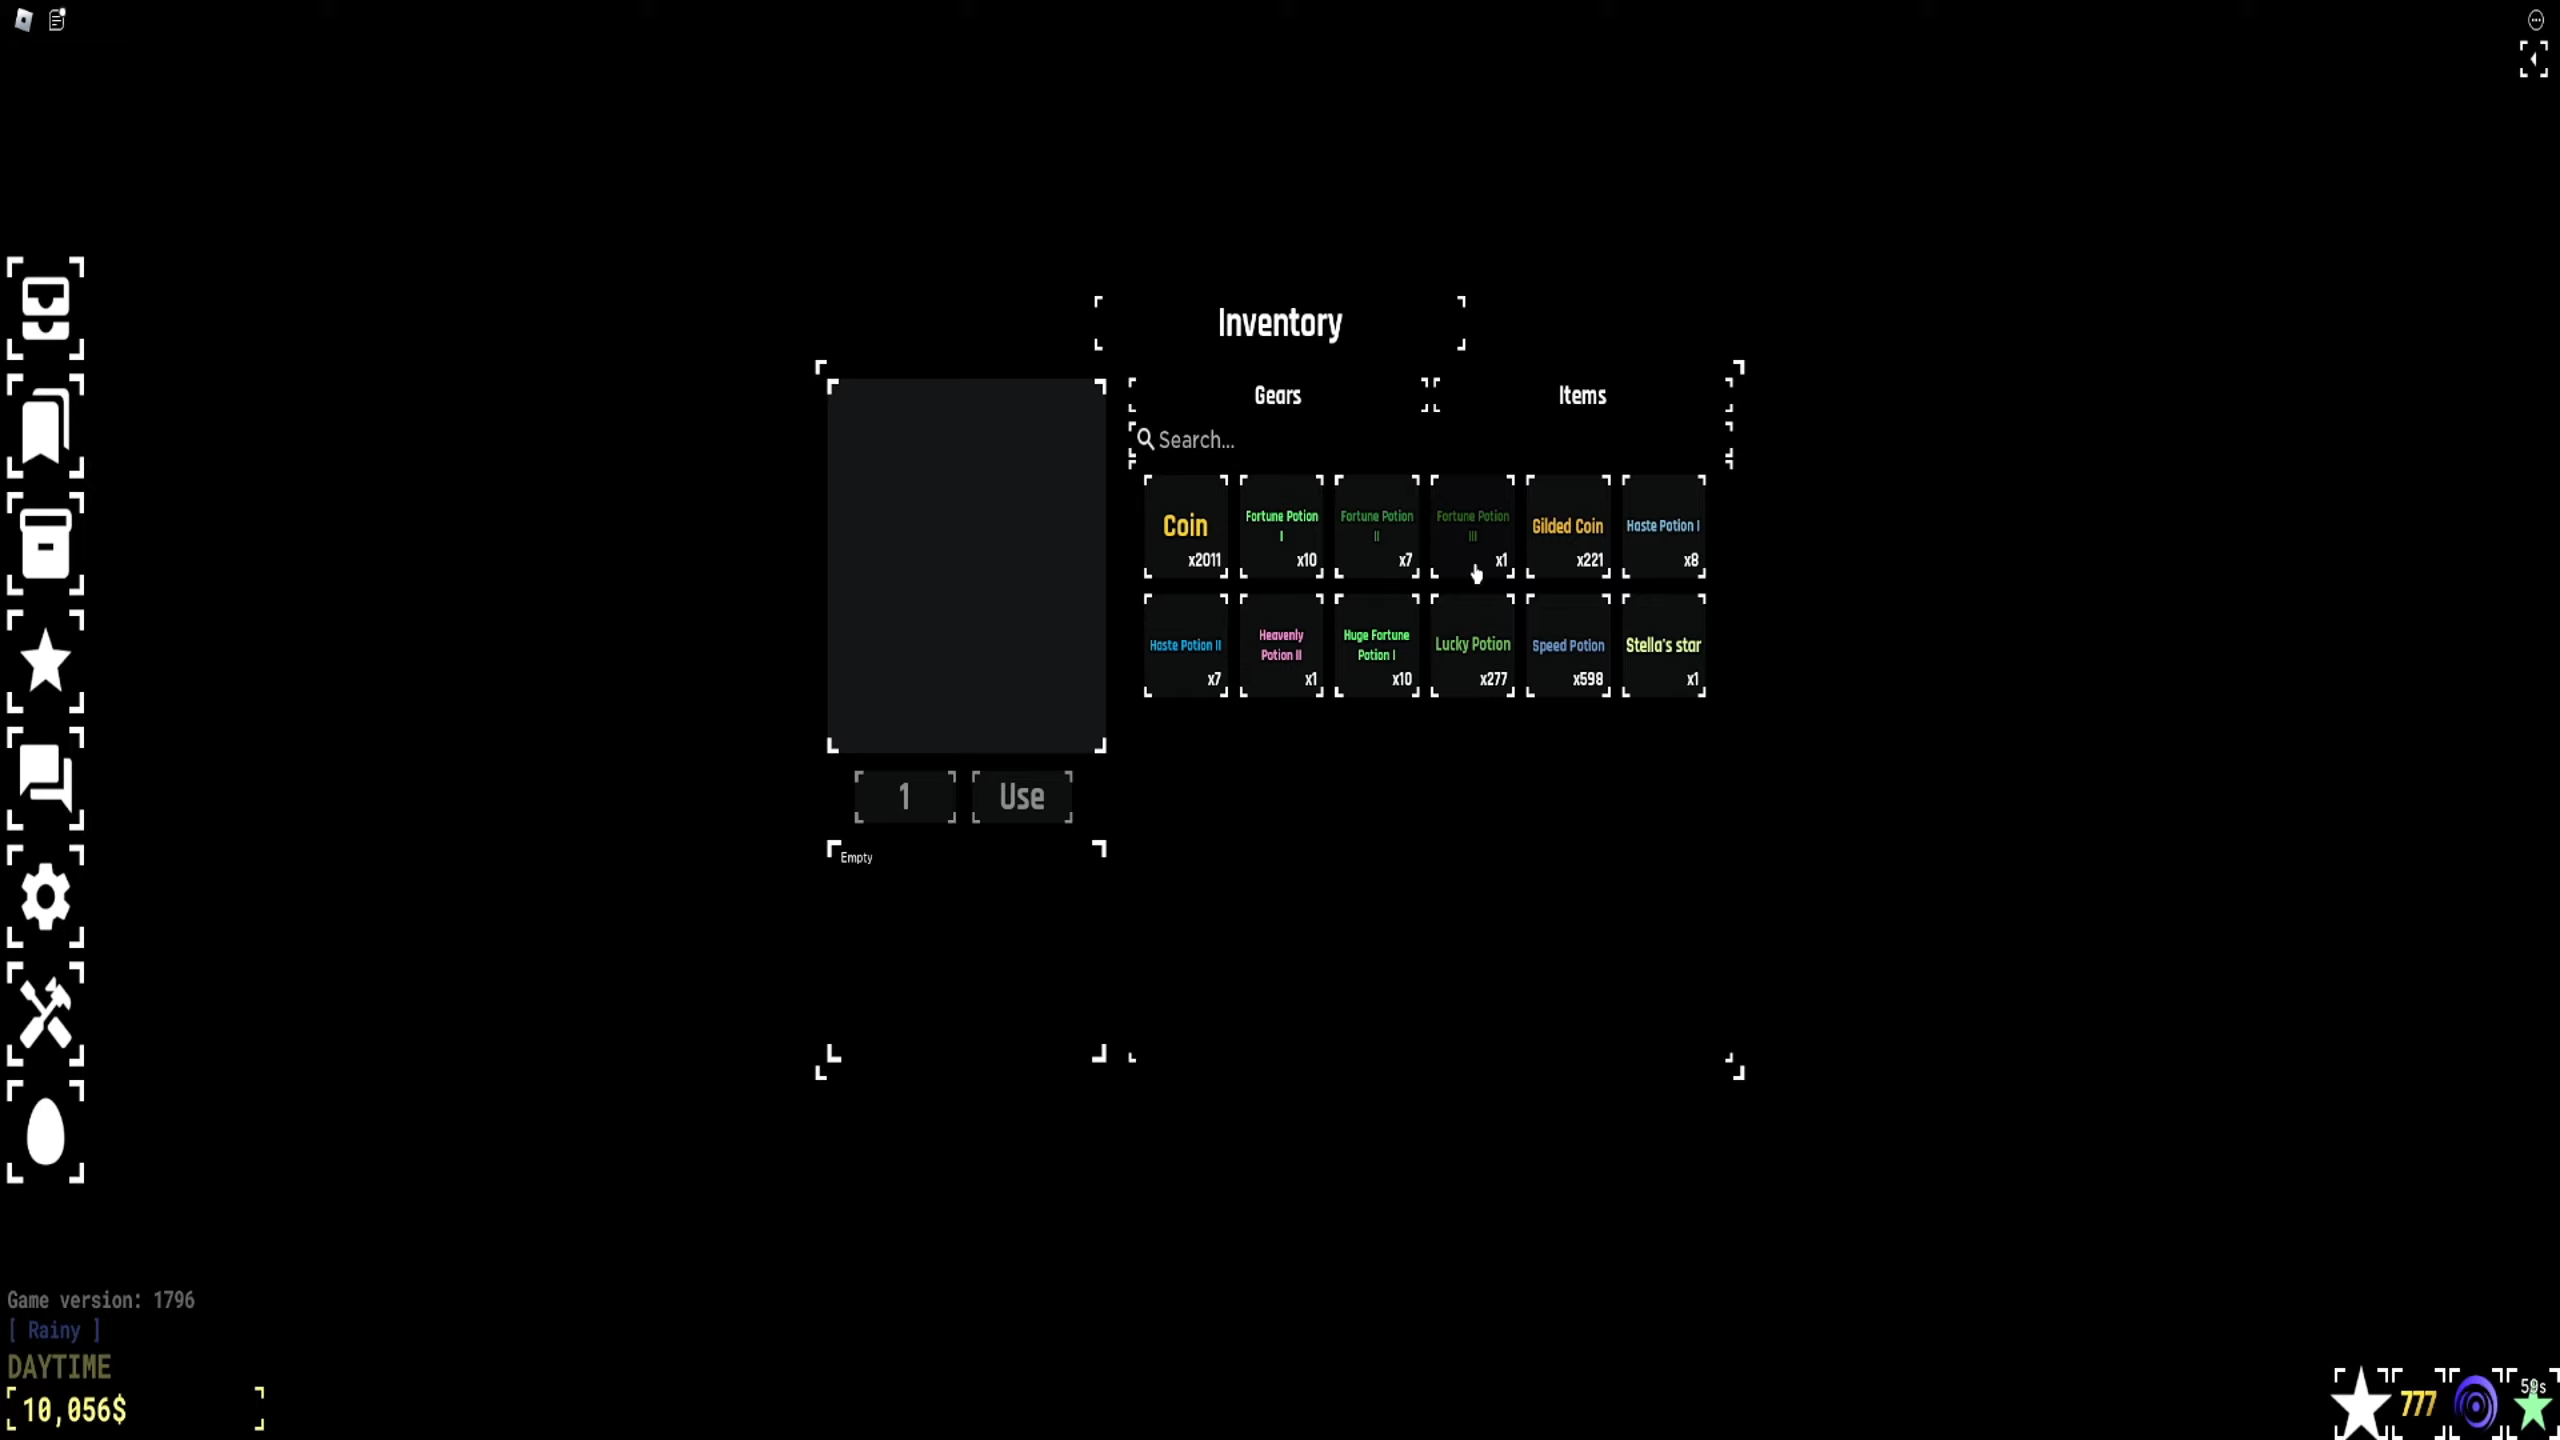 Inventory
Gears
Items
Search...
Coin
x2011
Fortune Potion
I
x10
Fortune Potion
II
x7
Fortune Potion
III
x1
Gilded Coin
x221
Haste Potion I
x8
Haste Potion II
x7
Heavenly
Potion II
x1
Huge Fortune
Potion I
x10
Lucky Potion
x277
Speed Potion
x598
Stella's star
x1
1
Use
Empty
Game version: 1796
[ Rainy ]
DAYTIME
10,056$
777
59s